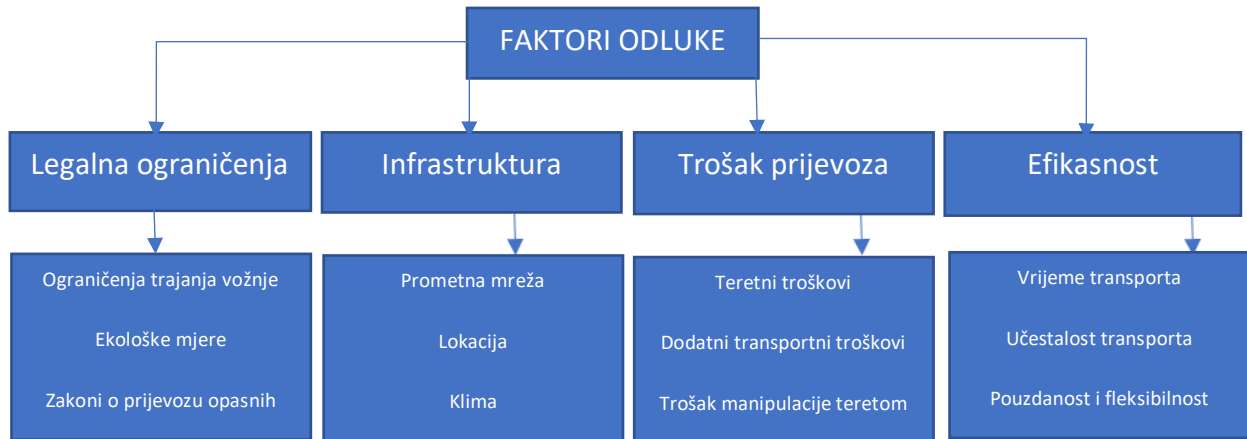 FAKTORI ODLUKE
Legalna ograničenja
Infrastruktura
Trošak prijevoza
Efikasnost
Ograničenja trajanja vožnje
Ekološke mjere
Zakoni o prijevozu opasnih
Prometna mreža
Lokacija
Klima
Teretni troškovi
Dodatni transportni troškovi
Trošak manipulacije teretom
Vrijeme transporta
Učestalost transporta
Pouzdanost i fleksibilnost